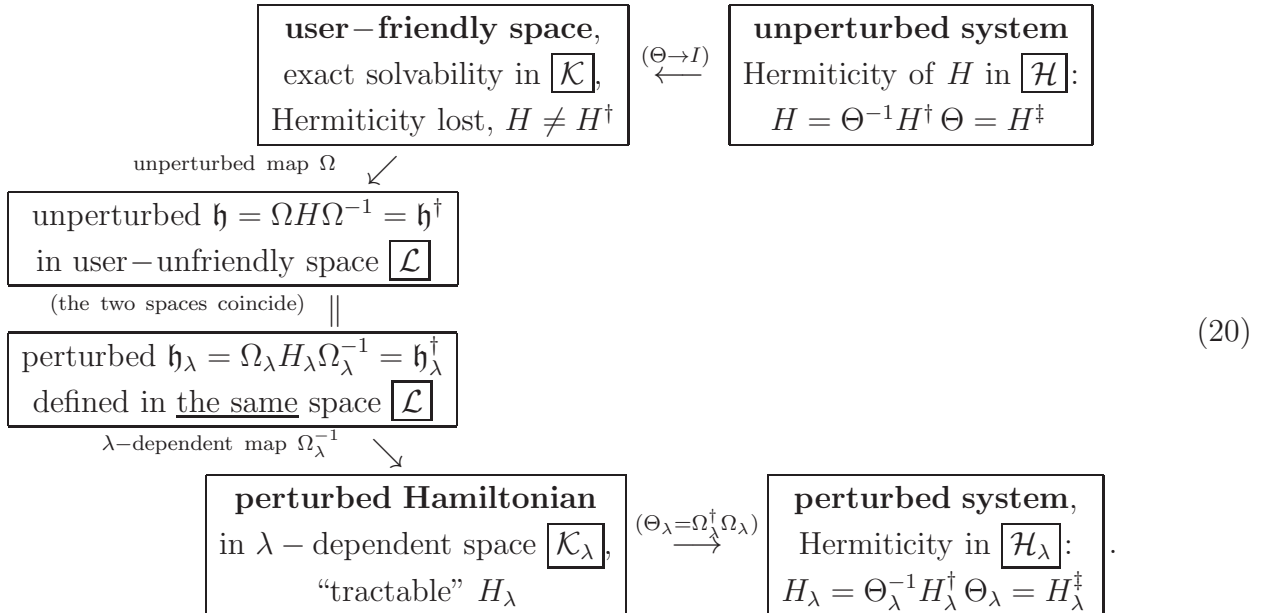 user−friendly space,
exact solvability in 𝒦,
Hermiticity lost, H ≠ H†
(Θ→I)
⟵
unperturbed system
Hermiticity of H in ℋ:
H = Θ⁻¹H†Θ = H‡
unperturbed map Ω ↙
unperturbed 𝔥 = ΩHΩ⁻¹ = 𝔥†
in user−unfriendly space ℒ
(the two spaces coincide) ∥
(20)
perturbed 𝔥_λ = Ω_λ H_λ Ω_λ⁻¹ = 𝔥_λ†
defined in the same space ℒ
λ−dependent map Ω_λ⁻¹ ↘
perturbed Hamiltonian
in λ − dependent space 𝒦_λ,
“tractable” H_λ
(Θ_λ=Ω_λ†Ω_λ)
⟶
perturbed system,
Hermiticity in ℋ_λ:
H_λ = Θ_λ⁻¹H_λ†Θ_λ = H_λ‡
.